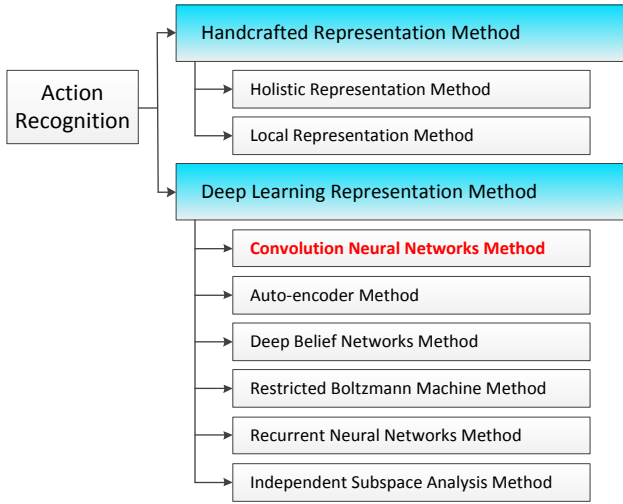 Action
Recognition
Handcrafted Representation Method
Holistic Representation Method
Local Representation Method
Deep Learning Representation Method
Convolution Neural Networks Method
Auto-encoder Method
Deep Belief Networks Method
Restricted Boltzmann Machine Method
Recurrent Neural Networks Method
Independent Subspace Analysis Method